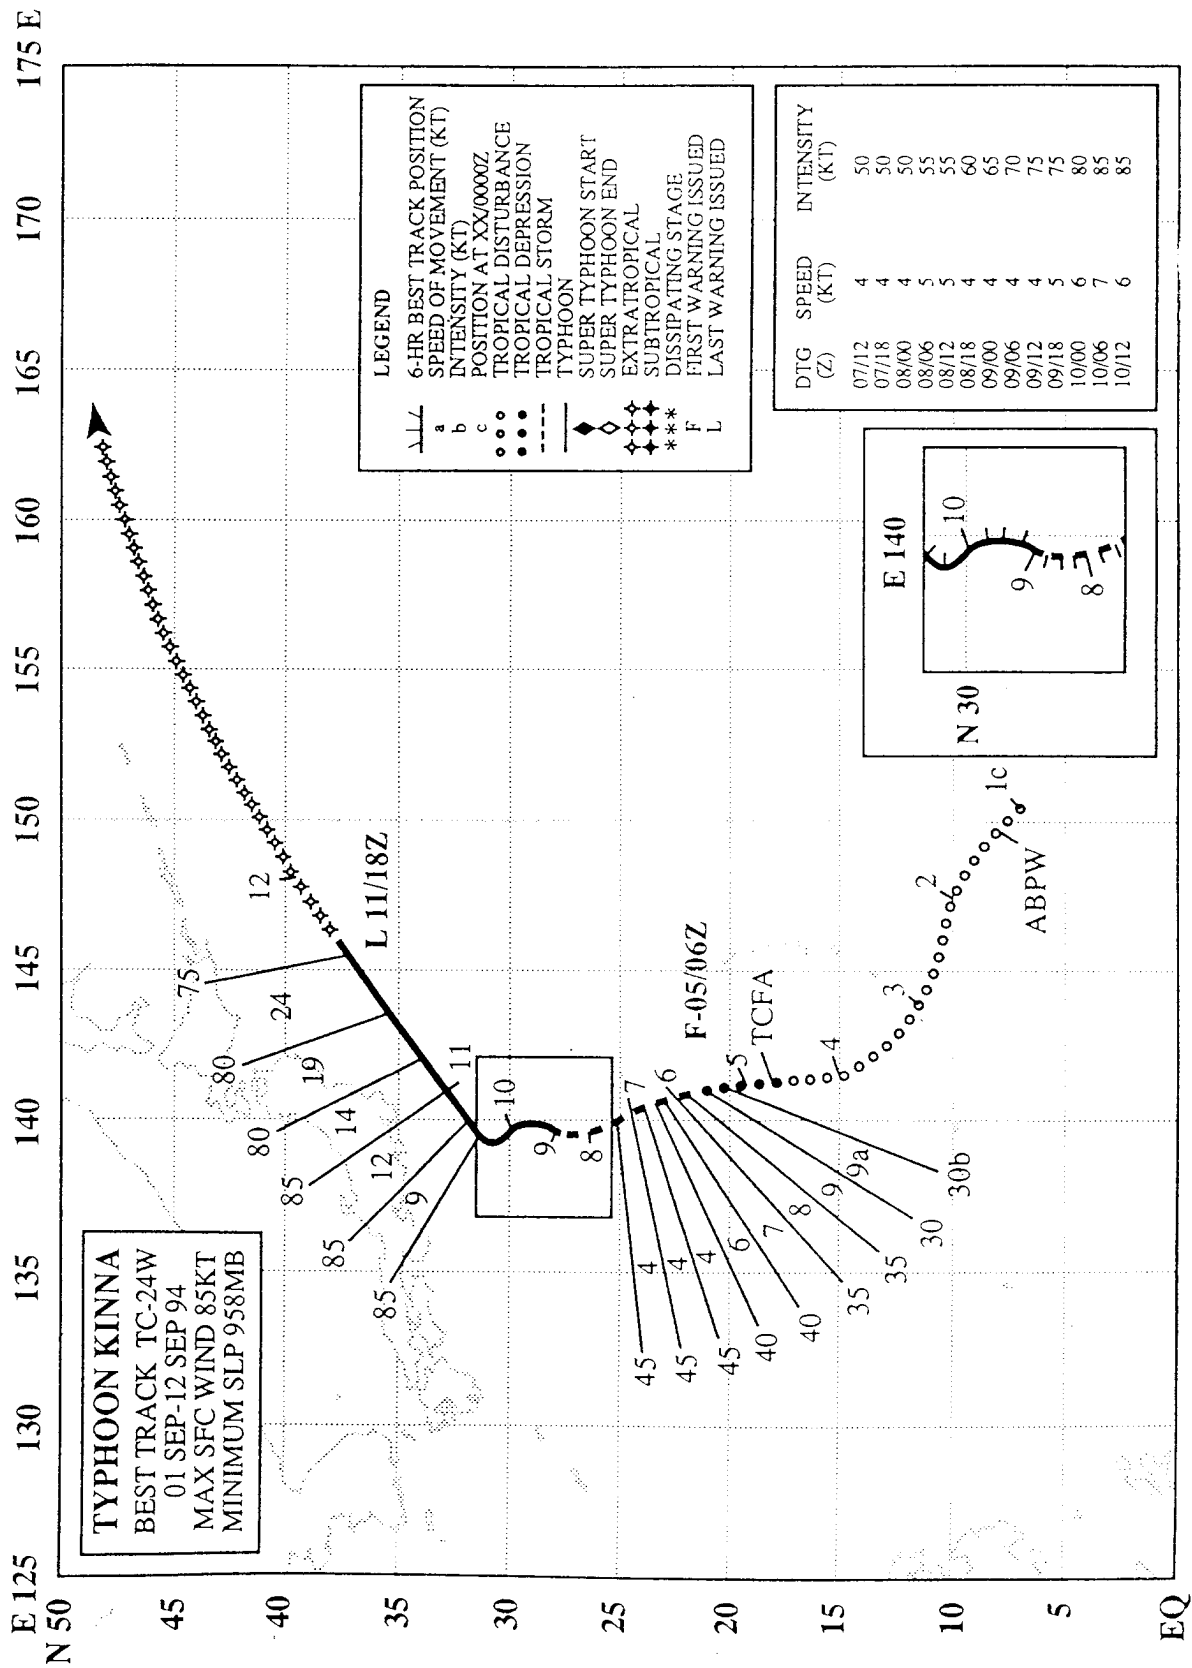 E 125
130
135
140
145
150
155
160
165
170
175 E
N 50
45
40
35
30
25
20
15
10
5
EQ
TYPHOON KINNA
BEST TRACK TC-24W
01 SEP-12 SEP 94
MAX SFC WIND 85KT
MINIMUM SLP 958MB
LEGEND
6-HR BEST TRACK POSITION
a SPEED OF MOVEMENT (KT)
b INTENSITY (KT)
c POSITION AT XX/0000Z
TROPICAL DISTURBANCE
TROPICAL DEPRESSION
TROPICAL STORM
TYPHOON
SUPER TYPHOON START
SUPER TYPHOON END
EXTRATROPICAL
SUBTROPICAL
*** DISSIPATING STAGE
F FIRST WARNING ISSUED
L LAST WARNING ISSUED
DTG SPEED INTENSITY
(Z) (KT) (KT)
07/12 4 50
07/18 4 50
08/00 4 50
08/06 5 55
08/12 5 55
08/18 4 60
09/00 4 65
09/06 4 70
09/12 4 75
09/18 5 75
10/00 6 80
10/06 7 85
10/12 6 85
E 140
N 30
10
9
8
75
24
80
19
80
14
85
12
85
9
85
12
L 11/18Z
11
10
9
8
7
6
5
4
3
2
1c
ABPW
TCFA
F-05/06Z
45
4
45
4
45
4
40
6
40
7
35
8
35
9
30
9a
30b